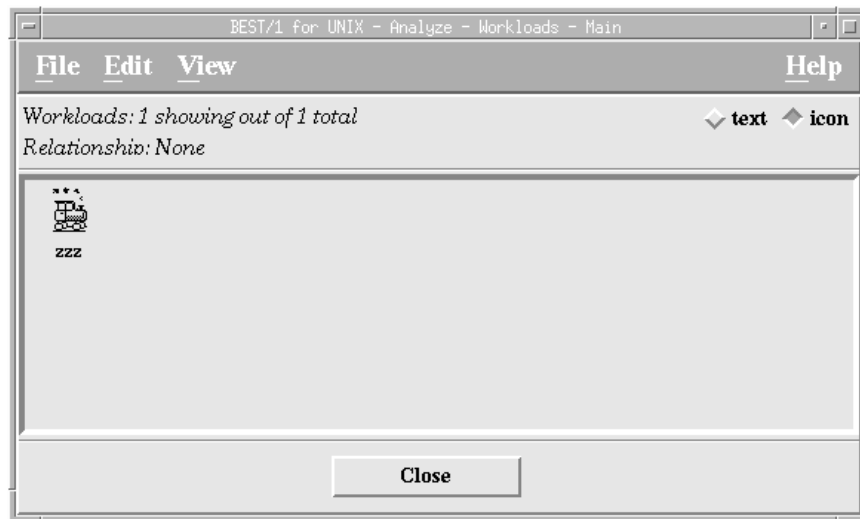 BEST/1 for UNIX - Analyze - Workloads - Main
File Edit View Help
Workloads: 1 showing out of 1 total
text icon
Relationship: None
zzz
Close